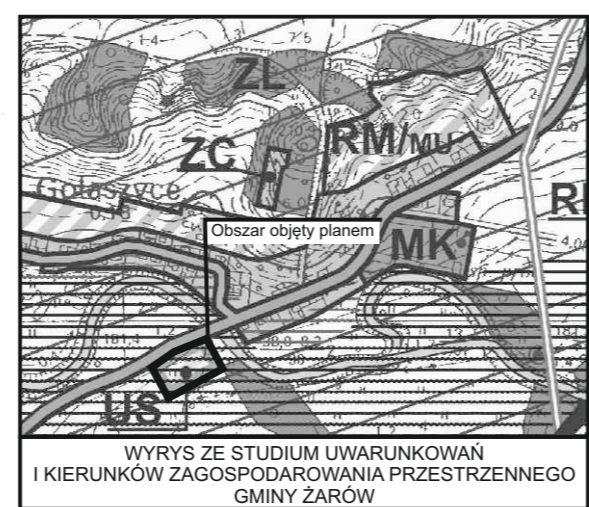 ZL
ZC
RM/MU
Gołaszyce
Obszar objęty planem
MK
US
WYRYS ZE STUDIUM UWARUNKOWAŃ
I KIERUNKÓW ZAGOSPODAROWANIA PRZESTRZENNEGO
GMINY ŻARÓW